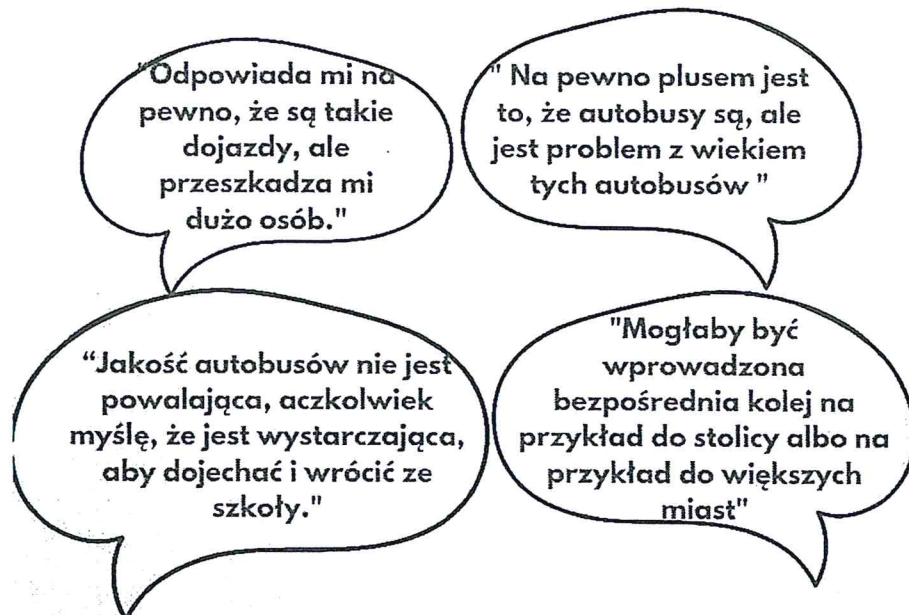 "Odpowiada mi na
pewno, że są takie
dojazdy, ale
przeszkadza mi
dużo osób."
" Na pewno plusem jest
to, że autobusy są, ale
jest problem z wiekiem
tych autobusów "
“Jakość autobusów nie jest
powalająca, aczkolwiek
myślę, że jest wystarczająca,
aby dojechać i wrócić ze
szkoły."
"Mogłaby być
wprowadzona
bezpośrednia kolej na
przykład do stolicy albo na
przykład do większych
miast"